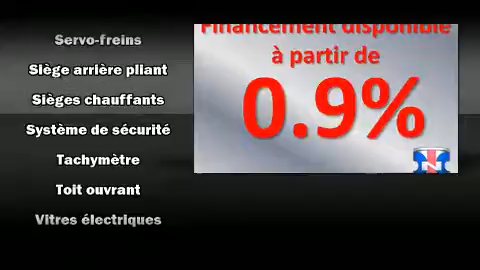 Servo-freins
Siège arrière pliant
Sièges chauffants
Système de sécurité
Tachymètre
Toit ouvrant
Vitres électriques
Financement disponible
à partir de
0.9%
N